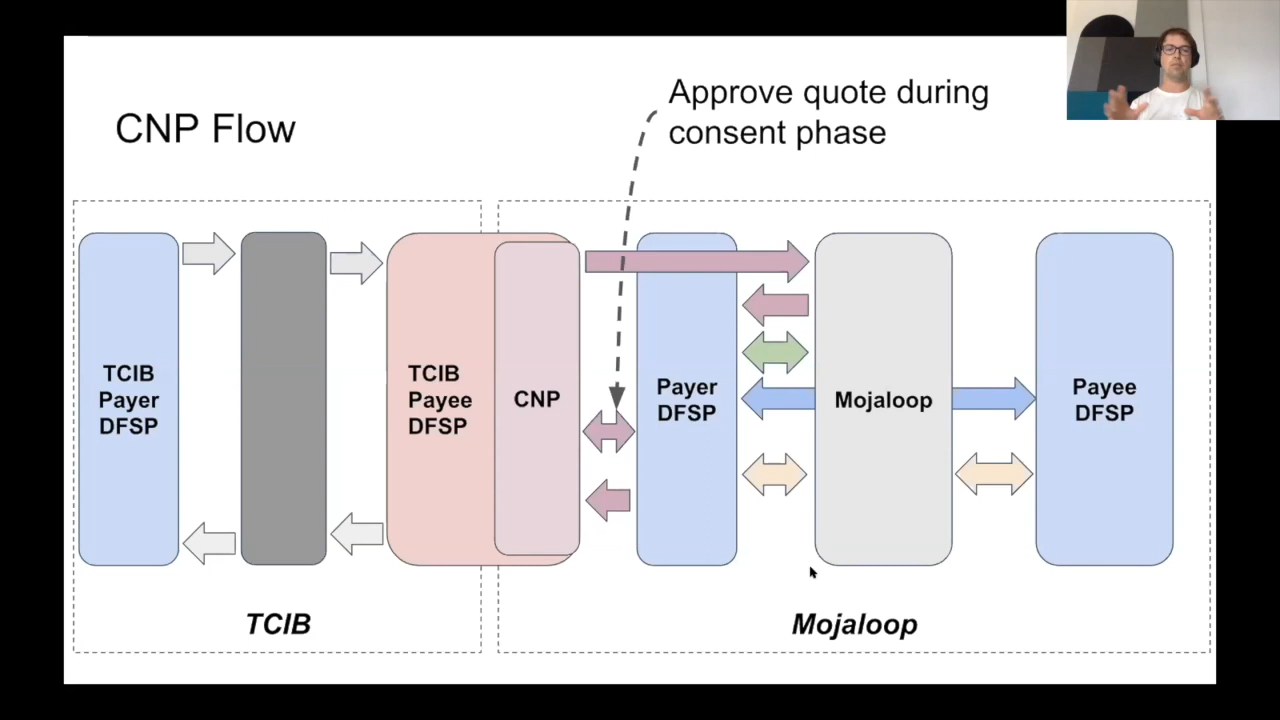 CNP Flow
Approve quote during
consent phase
TCIB
Payer
DFSP
TCIB
Payee
DFSP
CNP
Payer
DFSP
Mojaloop
Payee
DFSP
TCIB
Mojaloop